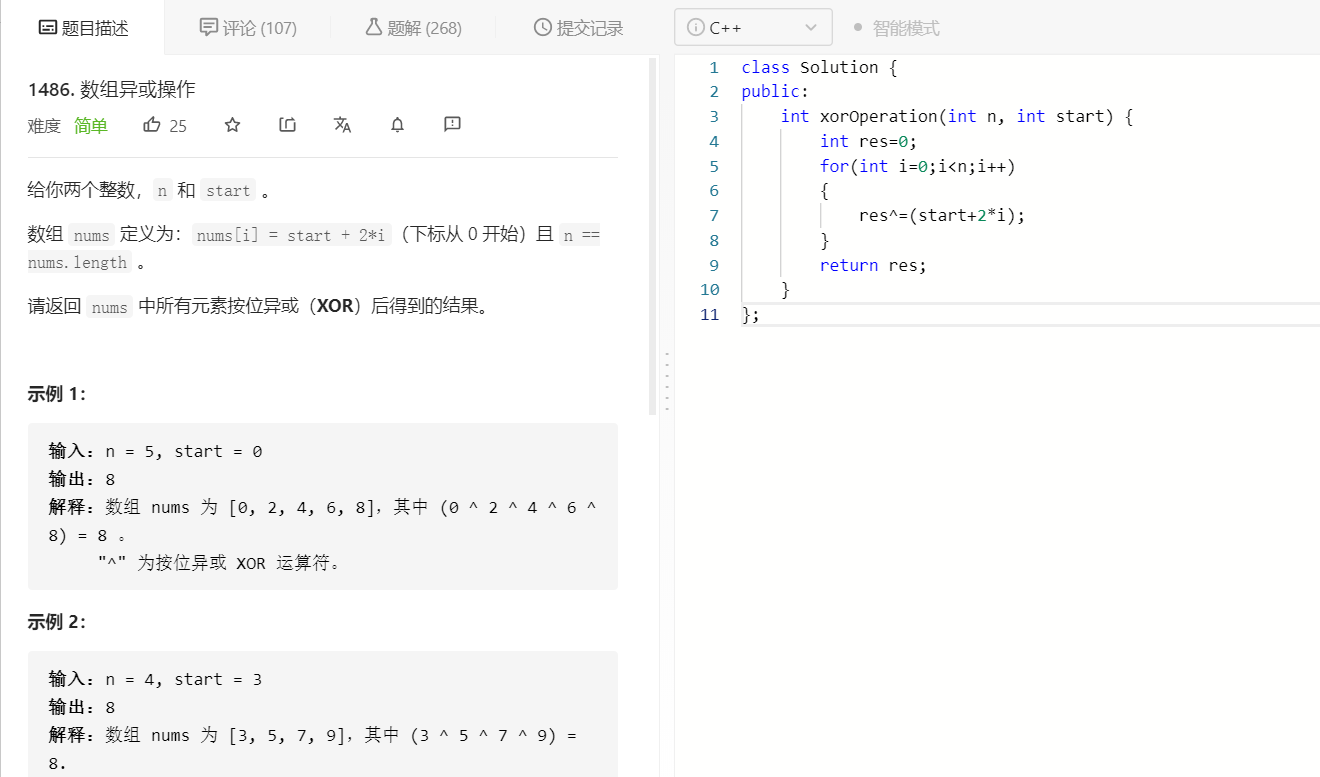 题目描述
评论 (107)
题解 (268)
提交记录
C++
智能模式
1486. 数组异或操作
难度 简单 25
给你两个整数，n 和 start 。
数组 nums 定义为：nums[i] = start + 2*i（下标从 0 开始）且 n ==
nums.length 。
请返回 nums 中所有元素按位异或（XOR）后得到的结果。
示例 1：
输入：n = 5, start = 0
输出：8
解释：数组 nums 为 [0, 2, 4, 6, 8]，其中 (0 ^ 2 ^ 4 ^ 6 ^
8) = 8 。
"^" 为按位异或 XOR 运算符。
示例 2：
输入：n = 4, start = 3
输出：8
解释：数组 nums 为 [3, 5, 7, 9]，其中 (3 ^ 5 ^ 7 ^ 9) =
8.
1 class Solution {
2 public:
3     int xorOperation(int n, int start) {
4         int res=0;
5         for(int i=0;i<n;i++)
6         {
7             res^=(start+2*i);
8         }
9         return res;
10     }
11 };